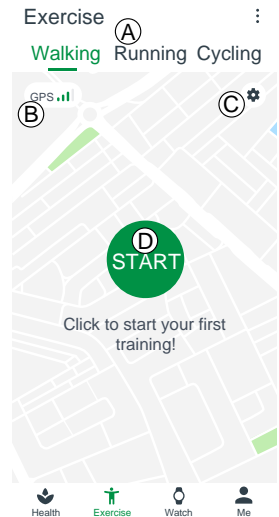 Exercise
A
Walking Running Cycling
GPS
B
C
D
START
Click to start your first
training!
Health Exercise Watch Me